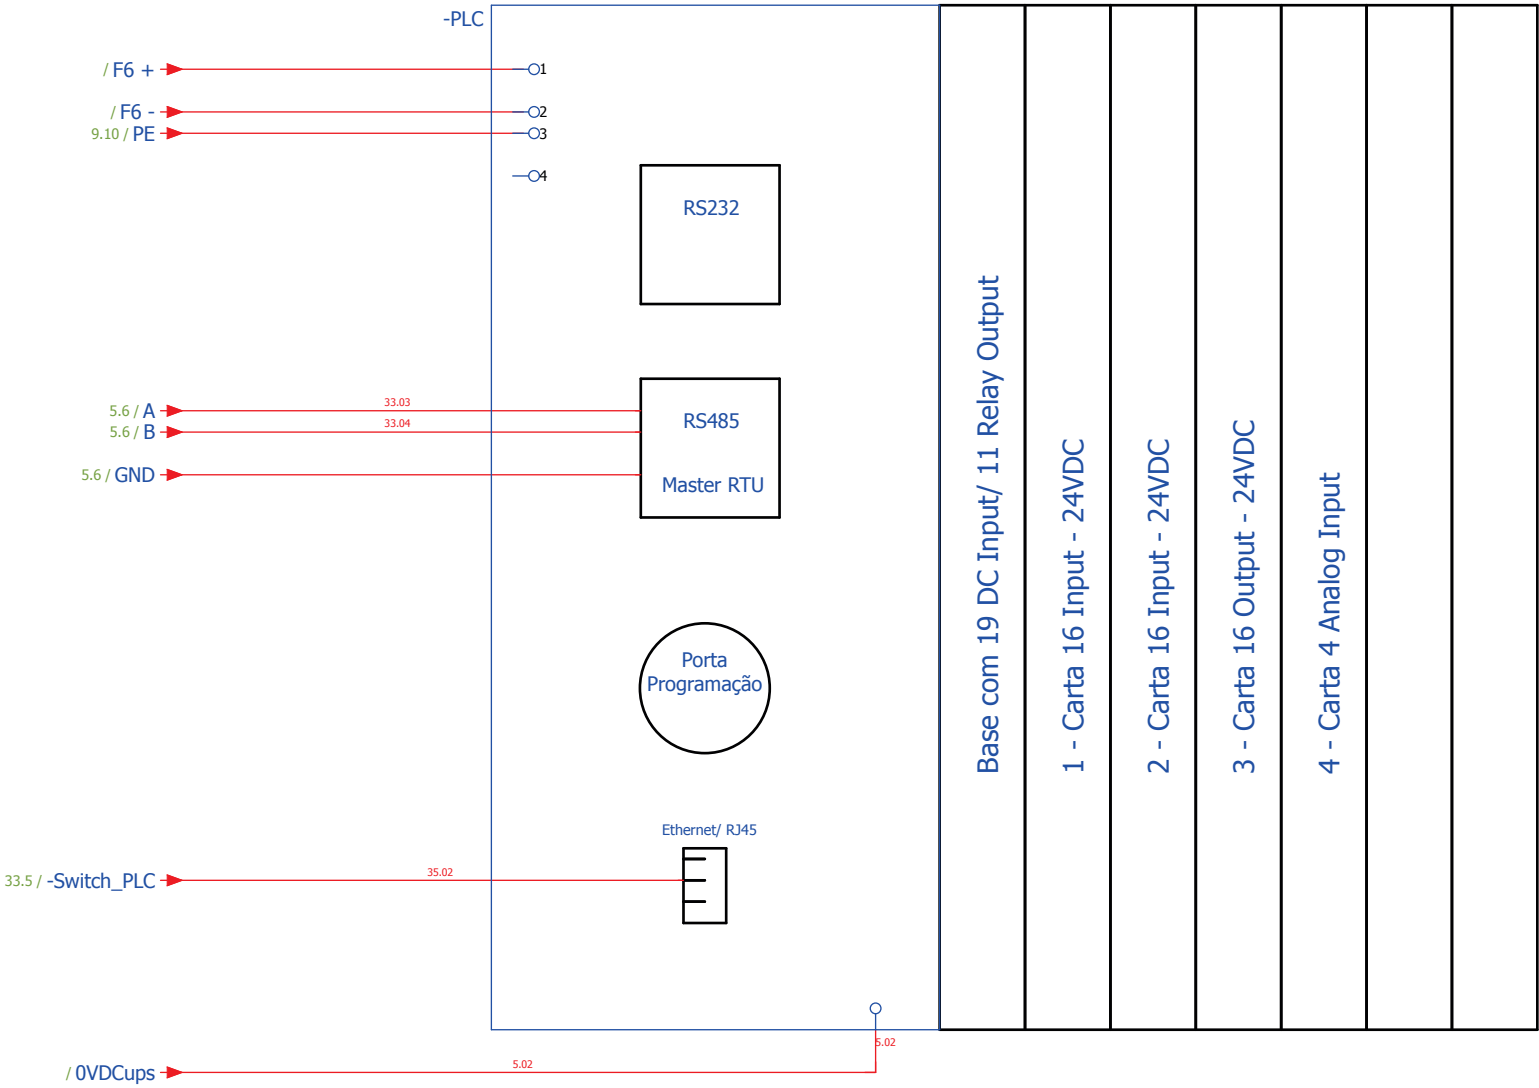 -PLC
/ F6 +
1
/ F6 -
2
9.10 / PE
3
4
RS232
5.6 / A
33.03
5.6 / B
33.04
RS485
5.6 / GND
Master RTU
Porta
Programação
Ethernet/ RJ45
33.5 / -Switch_PLC
35.02
5.02
/ 0VDCups
5.02
Base com 19 DC Input/ 11 Relay Output
1 - Carta 16 Input - 24VDC
2 - Carta 16 Input - 24VDC
3 - Carta 16 Output - 24VDC
4 - Carta 4 Analog Input